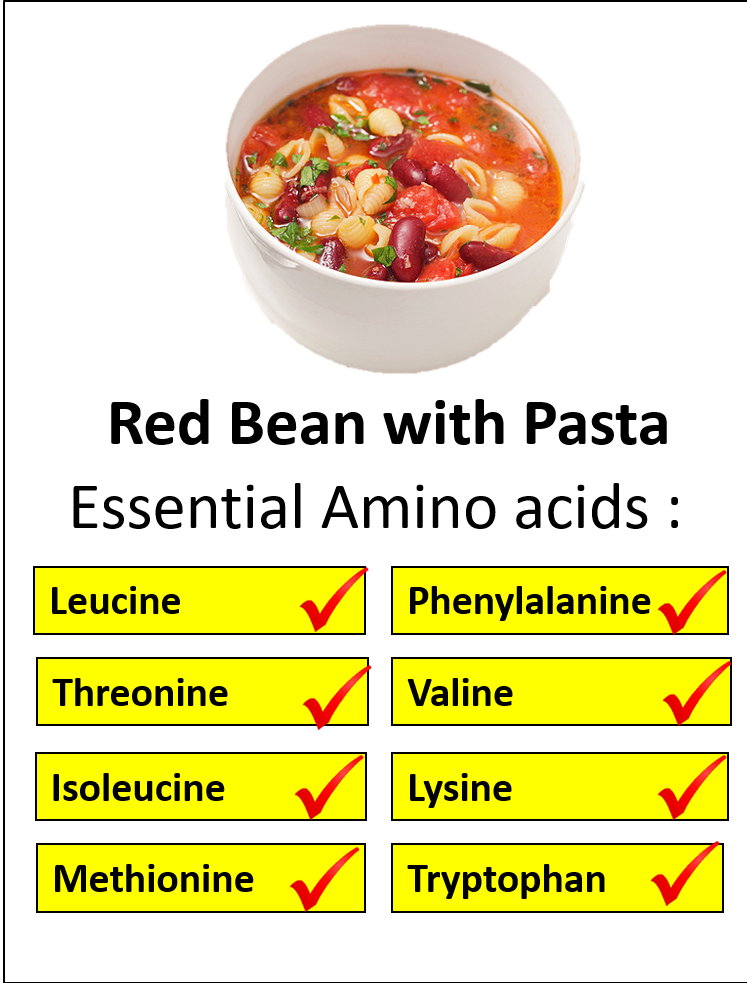 Red Bean with Pasta
Essential Amino acids :
Leucine
Phenylalanine
Threonine
Valine
Isoleucine
Lysine
Methionine
Tryptophan